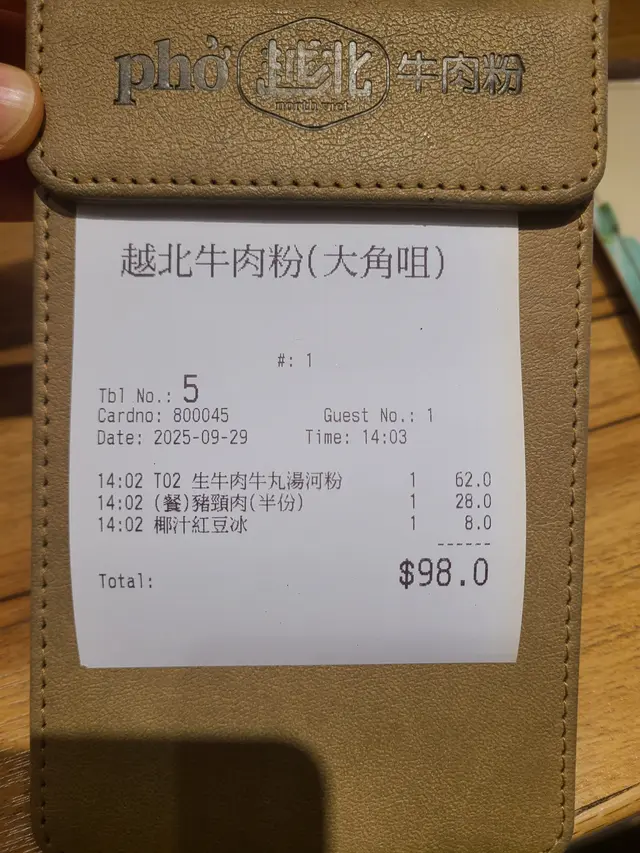 phở 越北 牛肉粉
north viet
越北牛肉粉(大角咀)
#: 1
Tbl No.: 5
Cardno: 800045 Guest No.: 1
Date: 2025-09-29 Time: 14:03
14:02 T02 生牛肉牛丸湯河粉 1 62.0
14:02 (餐)豬頸肉(半份) 1 28.0
14:02 椰汁紅豆冰 1 8.0
------
Total: $98.0